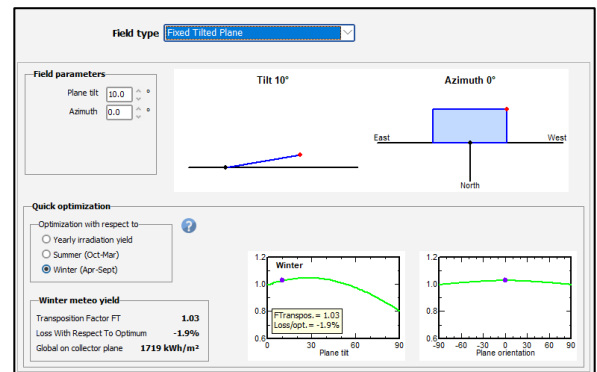 Field type Fixed Tilted Plane
Field parameters
Plane tilt 10.0 °
Azimuth 0.0 °
Tilt 10°
Azimuth 0°
East
West
North
Quick optimization
Optimization with respect to
Yearly irradiation yield
Summer (Oct-Mar)
Winter (Apr-Sept)
?
Winter meteo yield
Transposition Factor FT 1.03
Loss With Respect To Optimum -1.9%
Global on collector plane 1719 kWh/m²
1.2
Winter
1.0
0.8
FTranspos.= 1.03
Loss/opt.= -1.9%
0.6
0 30 60 90
Plane tilt
1.2
1.0
0.8
0.6
-90 -60 -30 0 30 60 90
Plane orientation